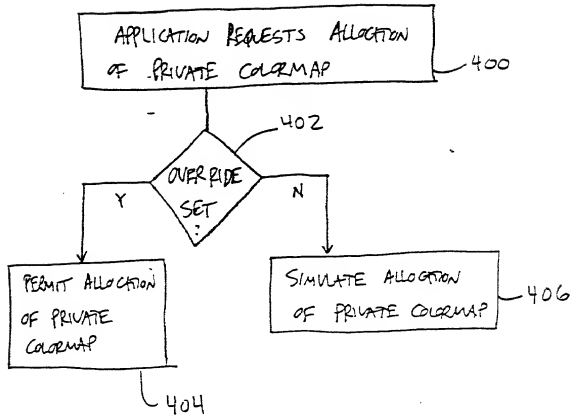 APPLICATION REQUESTS ALLOCATION
OF PRIVATE COLORMAP
400
402
OVERRIDE
SET
?
Y
N
PERMIT ALLOCATION
OF PRIVATE
COLORMAP
404
SIMULATE ALLOCATION
OF PRIVATE COLORMAP
406